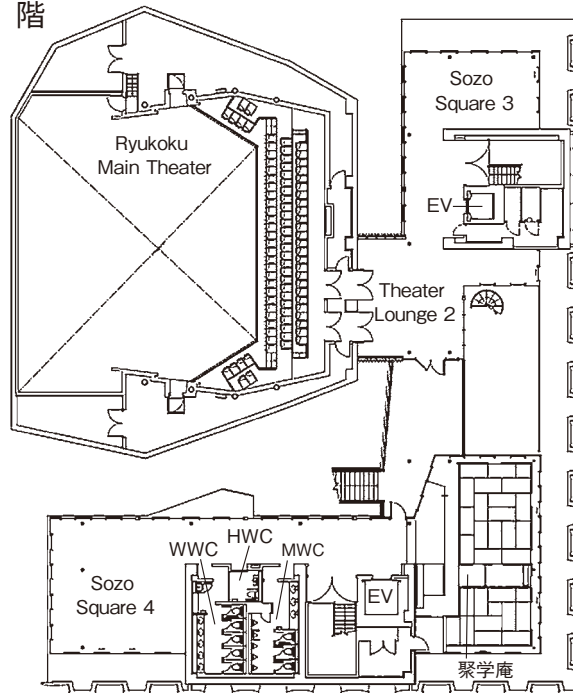 階
Sozo
Square 3
Ryukoku
Main Theater
EV
Theater
Lounge 2
HWC
WWC
MWC
Sozo
Square 4
EV
聚学庵